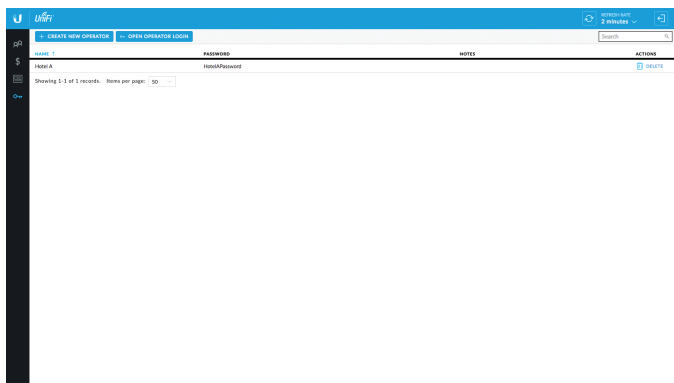 U UniFi REFRESH RATE
2 minutes
+ CREATE NEW OPERATOR ← OPEN OPERATOR LOGIN Search
NAME ↑ PASSWORD NOTES ACTIONS
Hotel A HotelAPassword DELETE
Showing 1-1 of 1 records. Items per page: 50
$